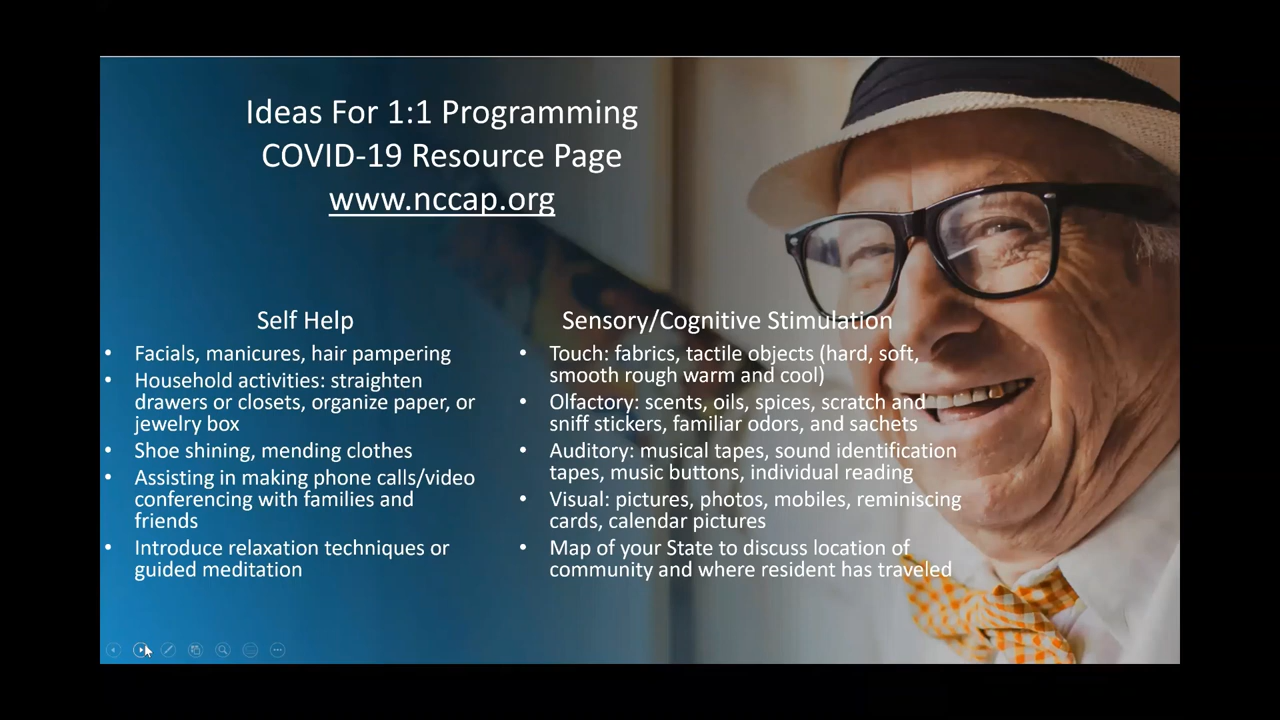 Ideas For 1:1 Programming
COVID-19 Resource Page
www.nccap.org
Self Help
• Facials, manicures, hair pampering
• Household activities: straighten
drawers or closets, organize paper, or
jewelry box
• Shoe shining, mending clothes
• Assisting in making phone calls/video
conferencing with families and
friends
• Introduce relaxation techniques or
guided meditation
Sensory/Cognitive Stimulation
• Touch: fabrics, tactile objects (hard, soft,
smooth rough warm and cool)
• Olfactory: scents, oils, spices, scratch and
sniff stickers, familiar odors, and sachets
• Auditory: musical tapes, sound identification
tapes, music buttons, individual reading
• Visual: pictures, photos, mobiles, reminiscing
cards, calendar pictures
• Map of your State to discuss location of
community and where resident has traveled